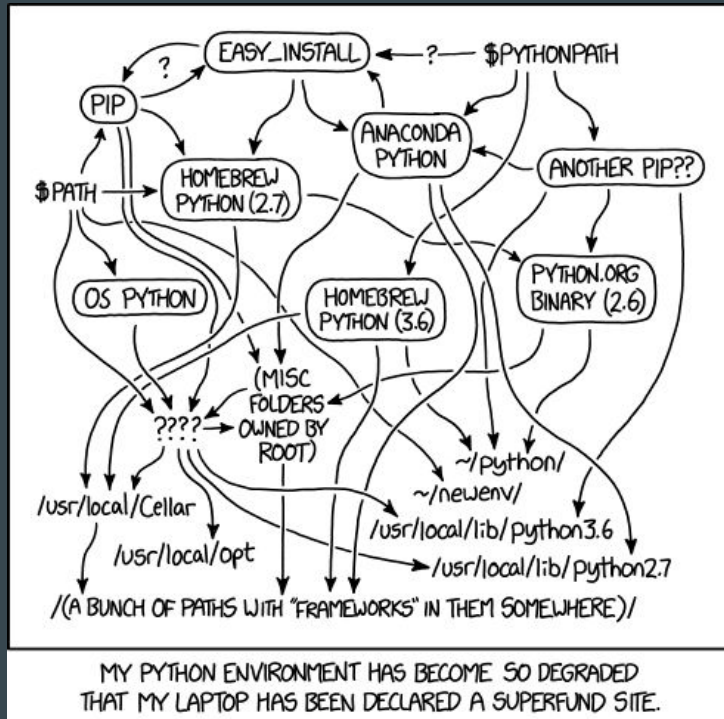 EASY_INSTALL
?
$PYTHONPATH
?
PIP
ANACONDA
PYTHON
ANOTHER PIP??
HOMEBREW
PYTHON (2.7)
$PATH
OS PYTHON
HOMEBREW
PYTHON (3.6)
PYTHON.ORG
BINARY (2.6)
(MISC
FOLDERS
OWNED BY
ROOT)
????
~/python/
~/newenv/
/usr/local/Cellar
/usr/local/opt
/usr/local/lib/python3.6
/usr/local/lib/python2.7
/(A BUNCH OF PATHS WITH "FRAMEWORKS" IN THEM SOMEWHERE)/
MY PYTHON ENVIRONMENT HAS BECOME SO DEGRADED
THAT MY LAPTOP HAS BEEN DECLARED A SUPERFUND SITE.